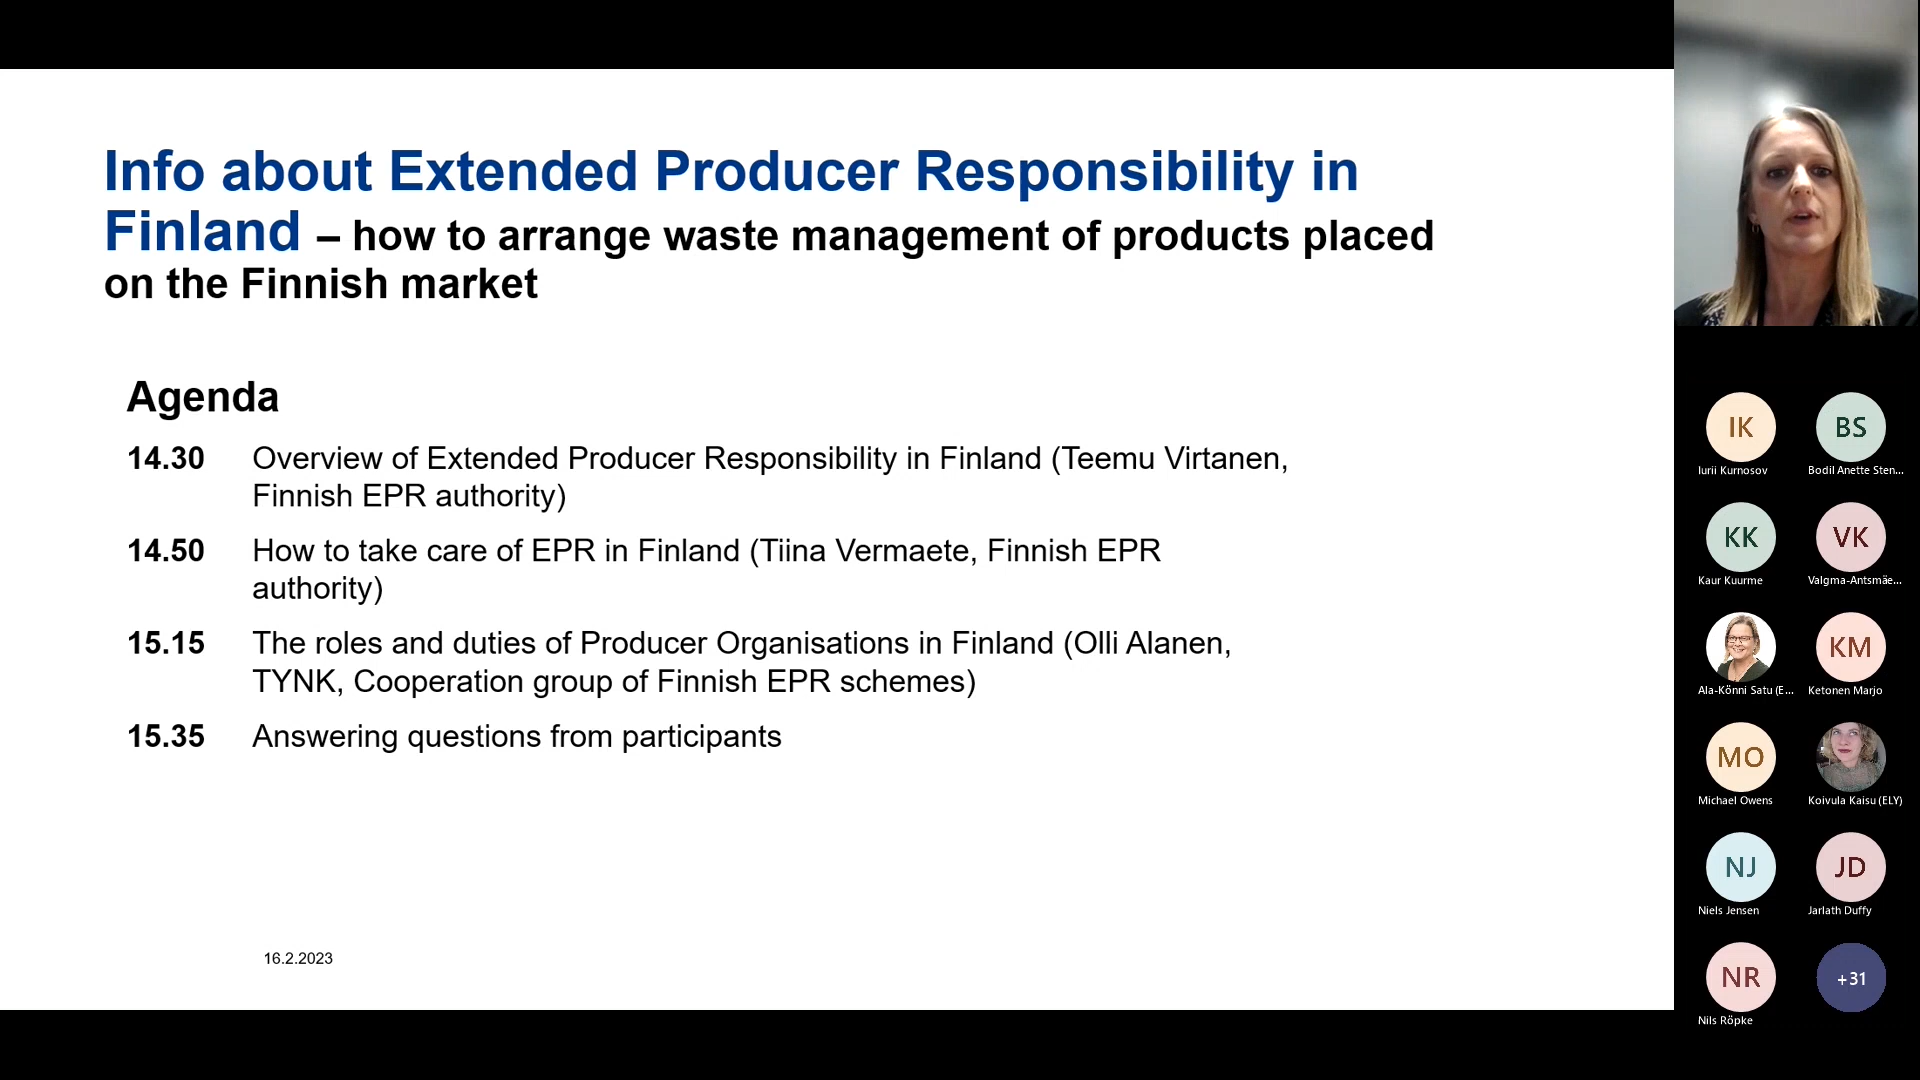 Info about Extended Producer Responsibility in
Finland – how to arrange waste management of products placed
on the Finnish market
Agenda
14.30 Overview of Extended Producer Responsibility in Finland (Teemu Virtanen,
Finnish EPR authority)
14.50 How to take care of EPR in Finland (Tiina Vermaete, Finnish EPR
authority)
15.15 The roles and duties of Producer Organisations in Finland (Olli Alanen,
TYNK, Cooperation group of Finnish EPR schemes)
15.35 Answering questions from participants
16.2.2023
IK BS
Iurii Kurnosov Bodil Anette Sten...
KK VK
Kaur Kuurme Valgma-Antsmäe...
KM
Ala-Könni Satu (E... Ketonen Marjo
MO
Michael Owens Koivula Kaisu (ELY)
NJ JD
Niels Jensen Jarlath Duffy
NR +31
Nils Röpke